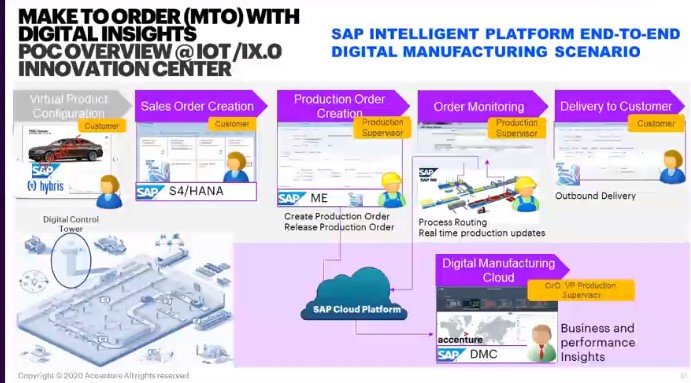 MAKE TO ORDER (MTO) WITH
DIGITAL INSIGHTS
POC OVERVIEW @ IOT /IX.0
INNOVATION CENTER
SAP INTELLIGENT PLATFORM END-TO-END
DIGITAL MANUFACTURING SCENARIO
Virtual Product
Configuration
Customer
SAP
(y) hybris
Sales Order Creation
Customer
SAP S4/HANA
Production Order
Creation
Production
Supervisor
SAP ME
Create Production Order
Release Production Order
Order Monitoring
Production
Supervisor
SAP
Process Routing
Real time production updates
Delivery to Customer
Customer
Outbound Delivery
Digital Control
Tower
SAP Cloud Platform
Digital Manufacturing
Cloud
VP Production
Supervisor
accenture
SAP DMC
Business and
performance
Insights
Copyright © 2020 Accenture All rights reserved